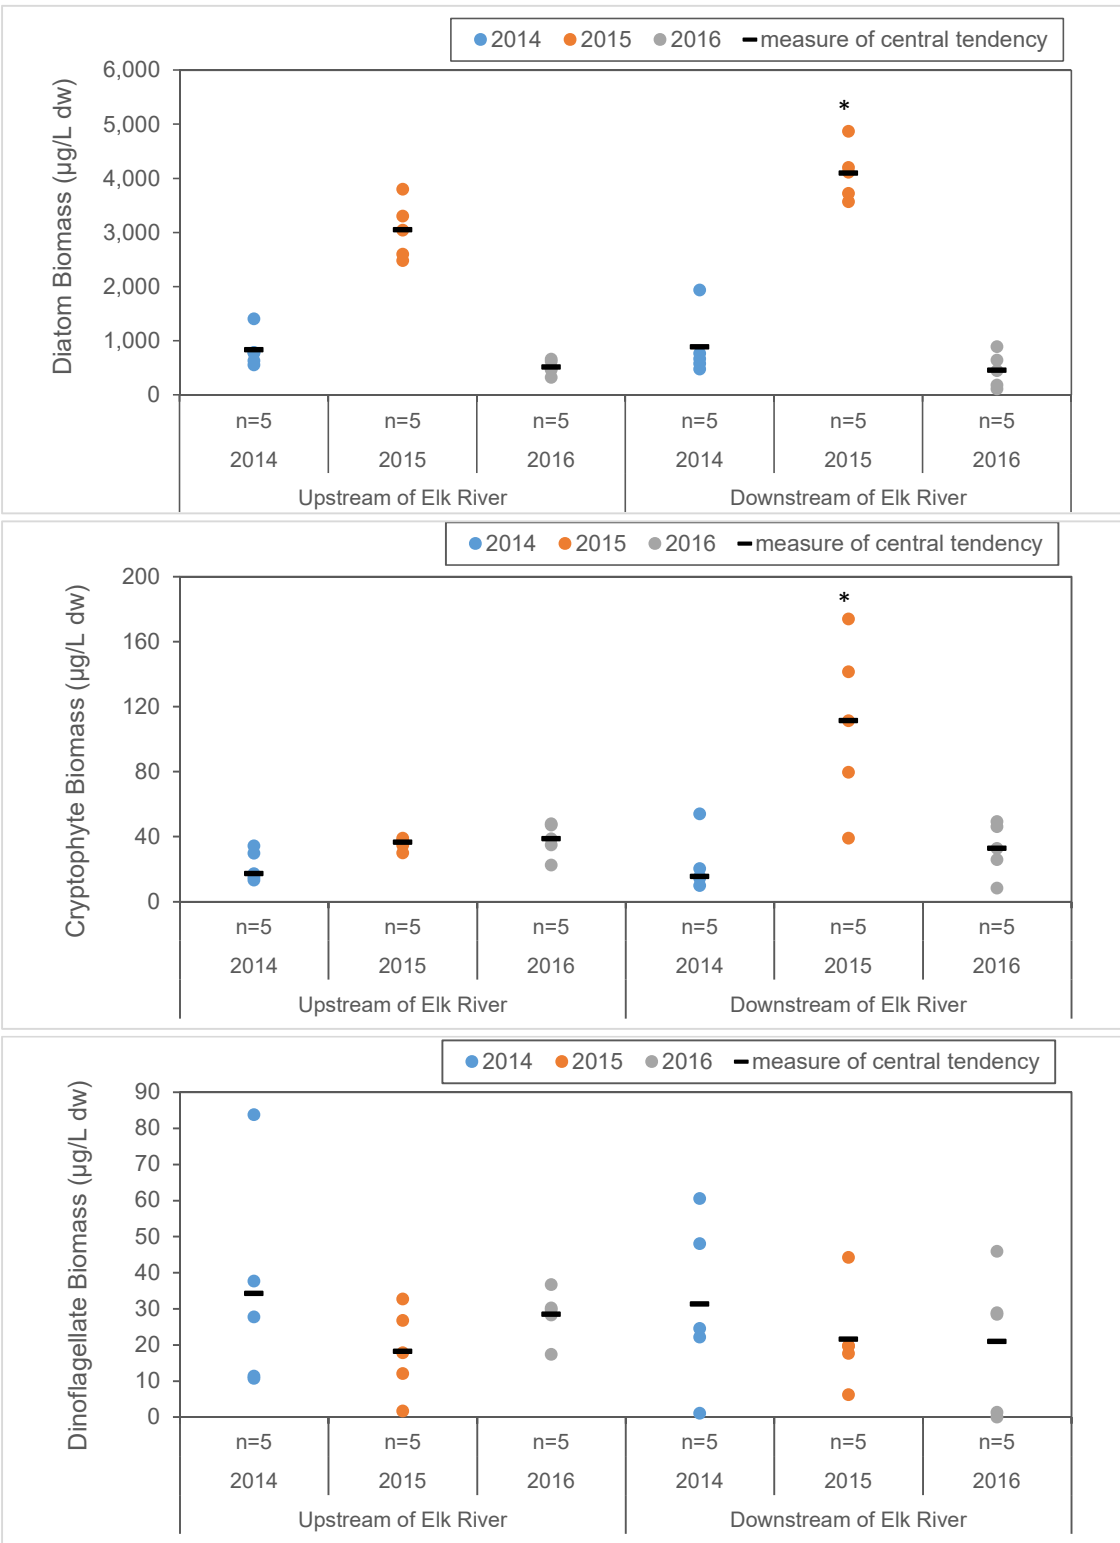 2014 2015 2016 measure of central tendency
Diatom Biomass (µg/L dw)
6,000
5,000
4,000
3,000
2,000
1,000
0
*
n=5 n=5 n=5 n=5 n=5 n=5
2014 2015 2016 2014 2015 2016
Upstream of Elk River Downstream of Elk River
2014 2015 2016 measure of central tendency
Cryptophyte Biomass (µg/L dw)
200
160
120
80
40
0
*
n=5 n=5 n=5 n=5 n=5 n=5
2014 2015 2016 2014 2015 2016
Upstream of Elk River Downstream of Elk River
2014 2015 2016 measure of central tendency
Dinoflagellate Biomass (µg/L dw)
90
80
70
60
50
40
30
20
10
0
n=5 n=5 n=5 n=5 n=5 n=5
2014 2015 2016 2014 2015 2016
Upstream of Elk River Downstream of Elk River